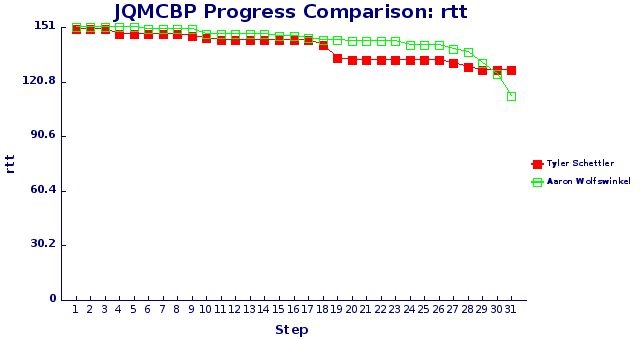 JQMCBP Progress Comparison: rtt
151
120.8
90.6
60.4
30.2
0
rtt
1 2 3 4 5 6 7 8 9 10 11 12 13 14 15 16 17 18 19 20 21 22 23 24 25 26 27 28 29 30 31
Step
Tyler Schettler
Aaron Wolfswinkel